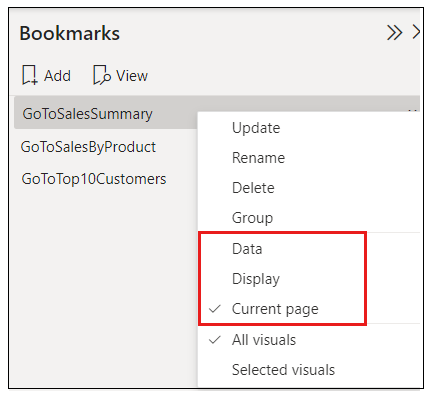 Bookmarks
Add View
GoToSalesSummary
GoToSalesByProduct
GoToTop10Customers
Update
Rename
Delete
Group
Data
Display
Current page
All visuals
Selected visuals